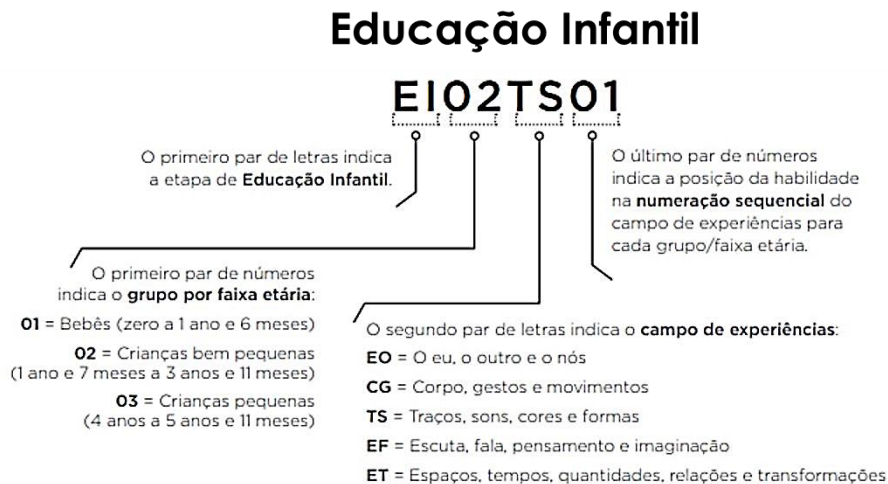 Educação Infantil
EI02TS01
O primeiro par de letras indica
a etapa de Educação Infantil.
O último par de números
indica a posição da habilidade
na numeração sequencial do
campo de experiências para
cada grupo/faixa etária.
O primeiro par de números
indica o grupo por faixa etária:
01 = Bebês (zero a 1 ano e 6 meses)
02 = Crianças bem pequenas
(1 ano e 7 meses a 3 anos e 11 meses)
03 = Crianças pequenas
(4 anos a 5 anos e 11 meses)
O segundo par de letras indica o campo de experiências:
EO = O eu, o outro e o nós
CG = Corpo, gestos e movimentos
TS = Traços, sons, cores e formas
EF = Escuta, fala, pensamento e imaginação
ET = Espaços, tempos, quantidades, relações e transformações